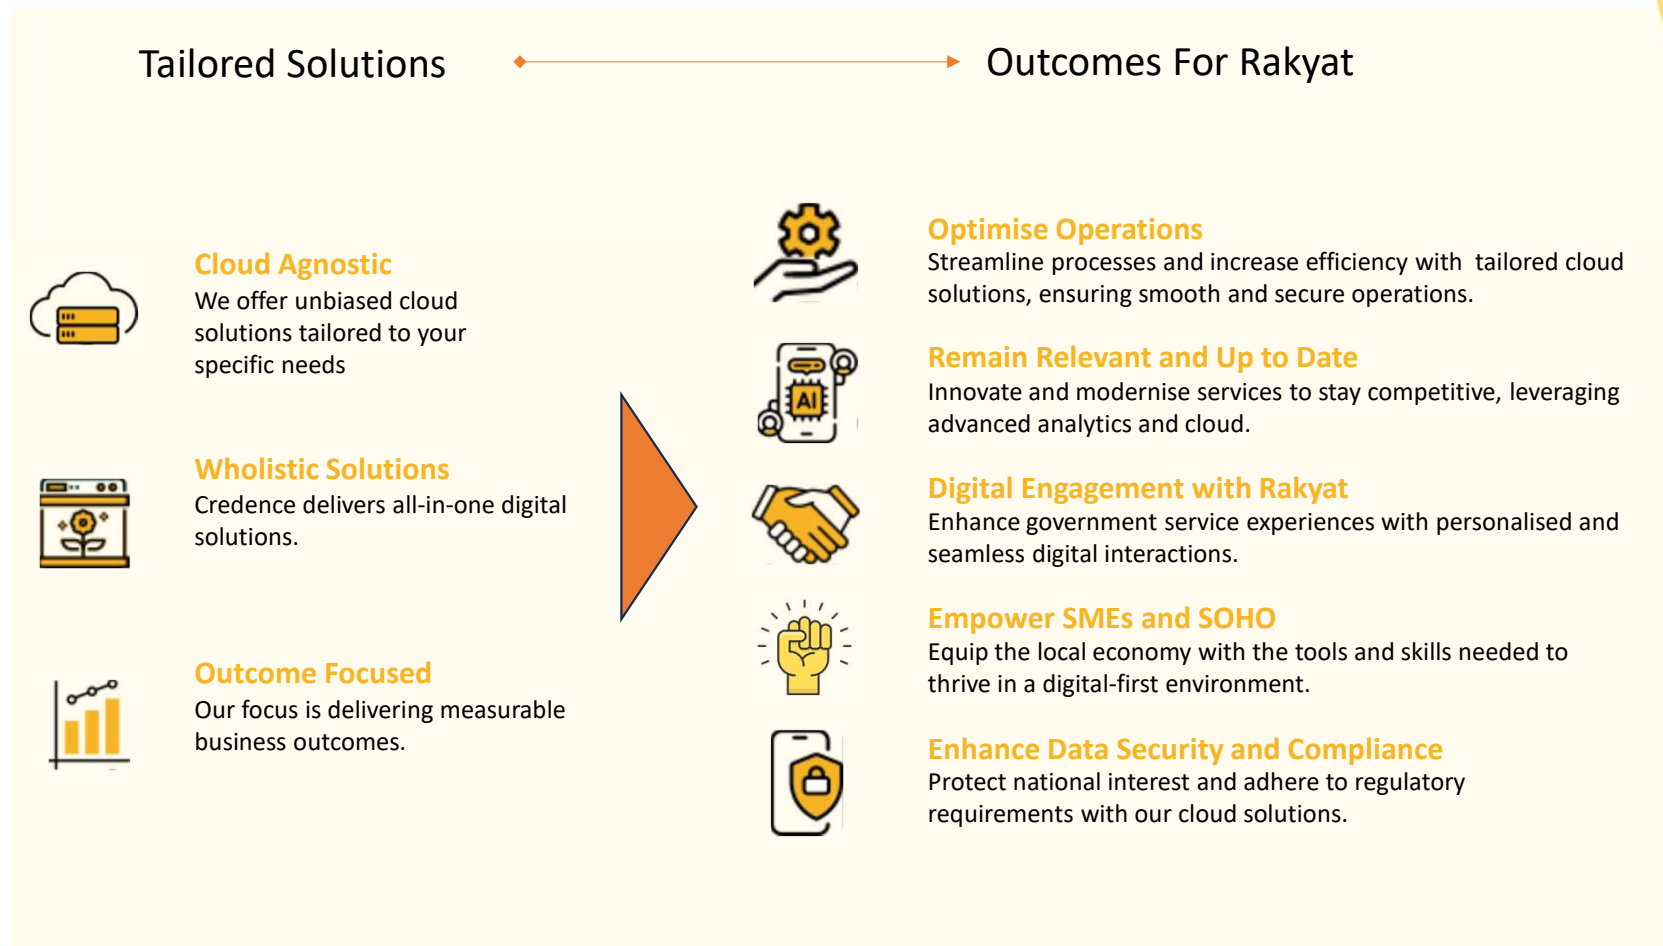 Tailored Solutions
Outcomes For Rakyat
Cloud Agnostic
We offer unbiased cloud
solutions tailored to your
specific needs
Wholistic Solutions
Credence delivers all-in-one digital
solutions.
Outcome Focused
Our focus is delivering measurable
business outcomes.
Optimise Operations
Streamline processes and increase efficiency with  tailored cloud
solutions, ensuring smooth and secure operations.
AI
Remain Relevant and Up to Date
Innovate and modernise services to stay competitive, leveraging
advanced analytics and cloud.
Digital Engagement with Rakyat
Enhance government service experiences with personalised and
seamless digital interactions.
Empower SMEs and SOHO
Equip the local economy with the tools and skills needed to
thrive in a digital-first environment.
Enhance Data Security and Compliance
Protect national interest and adhere to regulatory
requirements with our cloud solutions.